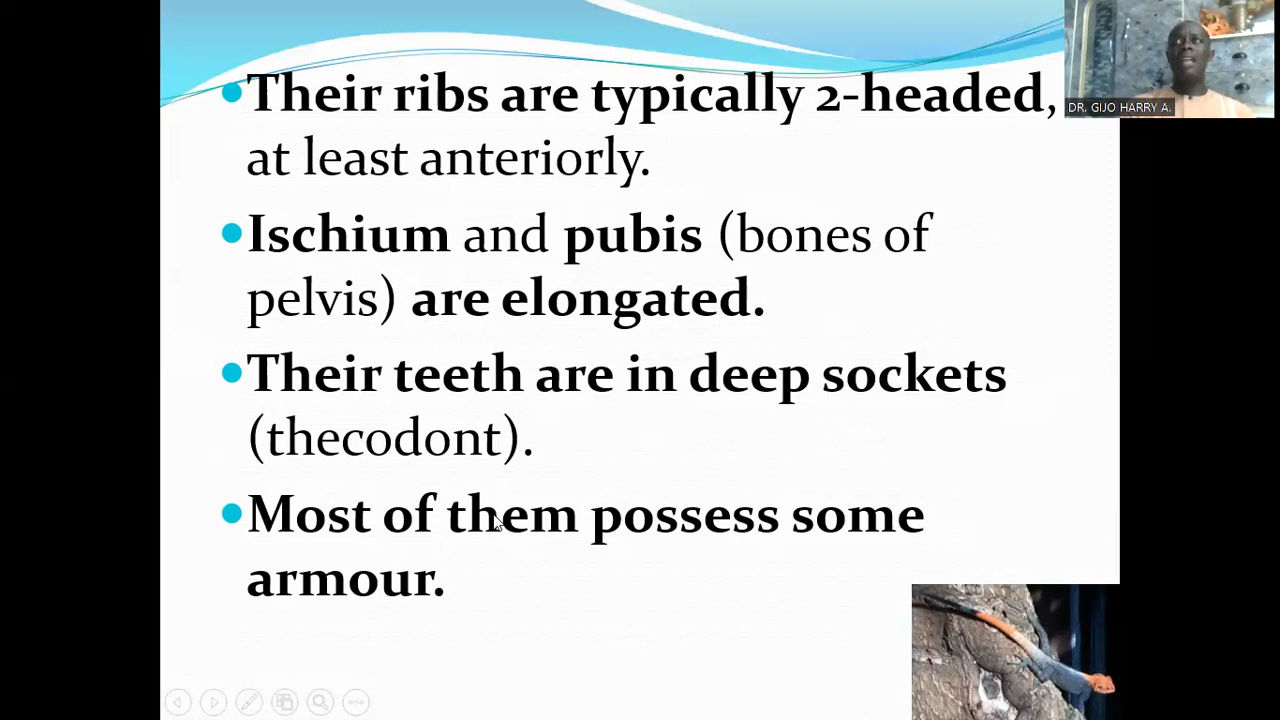 •Their ribs are typically 2-headed,
at least anteriorly.
•Ischium and pubis (bones of
pelvis) are elongated.
•Their teeth are in deep sockets
(thecodont).
•Most of them possess some
armour.
DR. GIJO HARRY A.